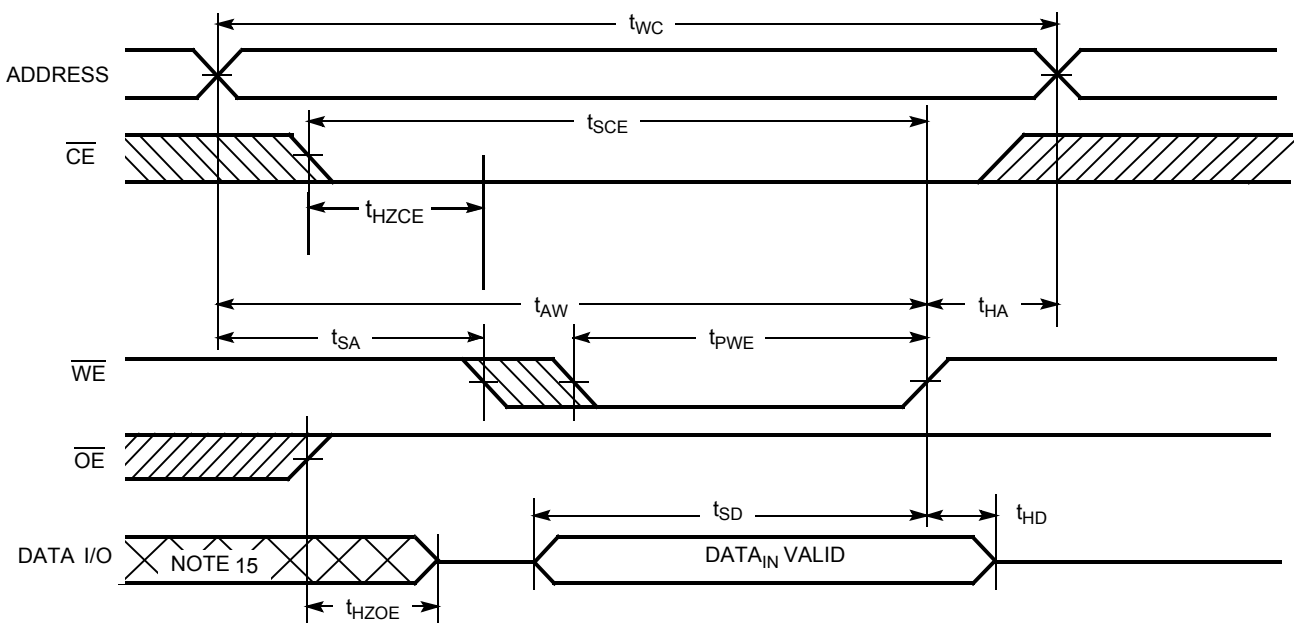 tWC
ADDRESS
tSCE
CE
tHZCE
tAW
tHA
tSA
tPWE
WE
OE
tSD
tHD
DATA I/O
NOTE 15
DATAIN VALID
tHZOE